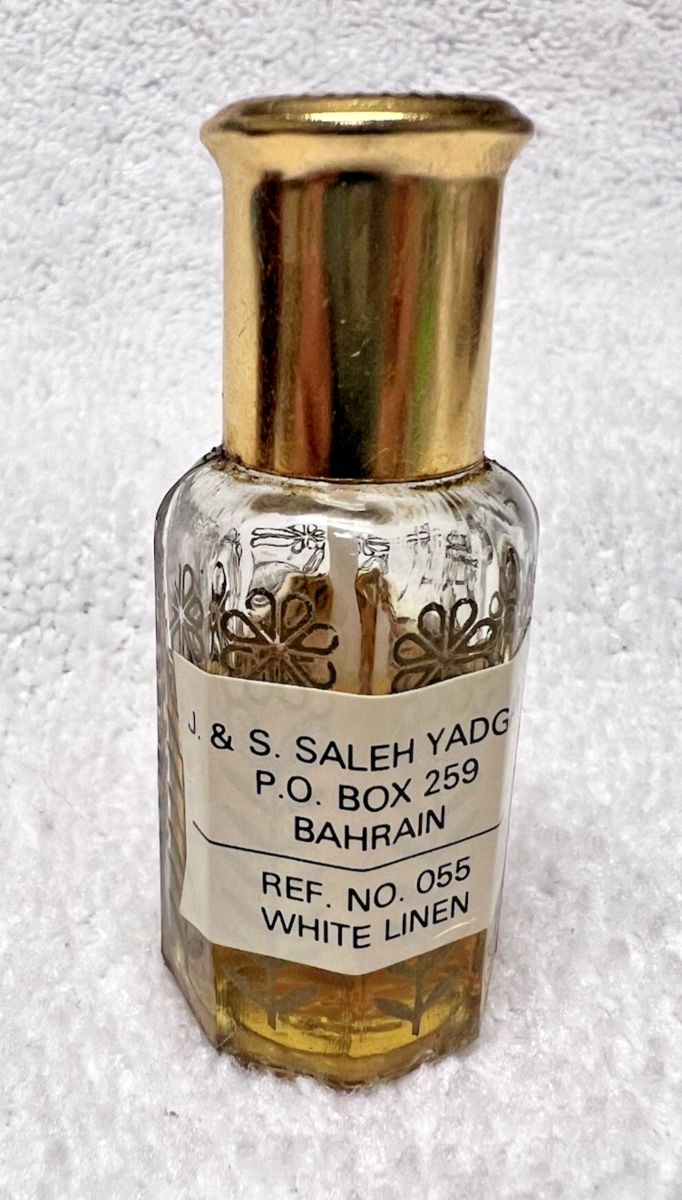 J. & S. SALEH YADG
P.O. BOX 259
BAHRAIN
REF. NO. 055
WHITE LINEN